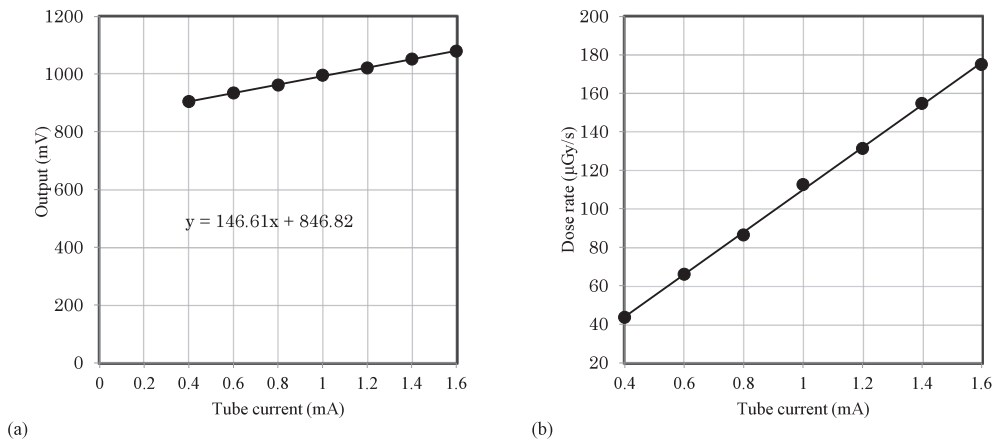 1200
1000
800
600
400
200
0
Output (mV)
y = 146.61x + 846.82
0 0.2 0.4 0.6 0.8 1 1.2 1.4 1.6
Tube current (mA)
(a)
200
180
160
140
120
100
80
60
40
20
Dose rate (μGy/s)
0.4 0.6 0.8 1 1.2 1.4 1.6
Tube current (mA)
(b)